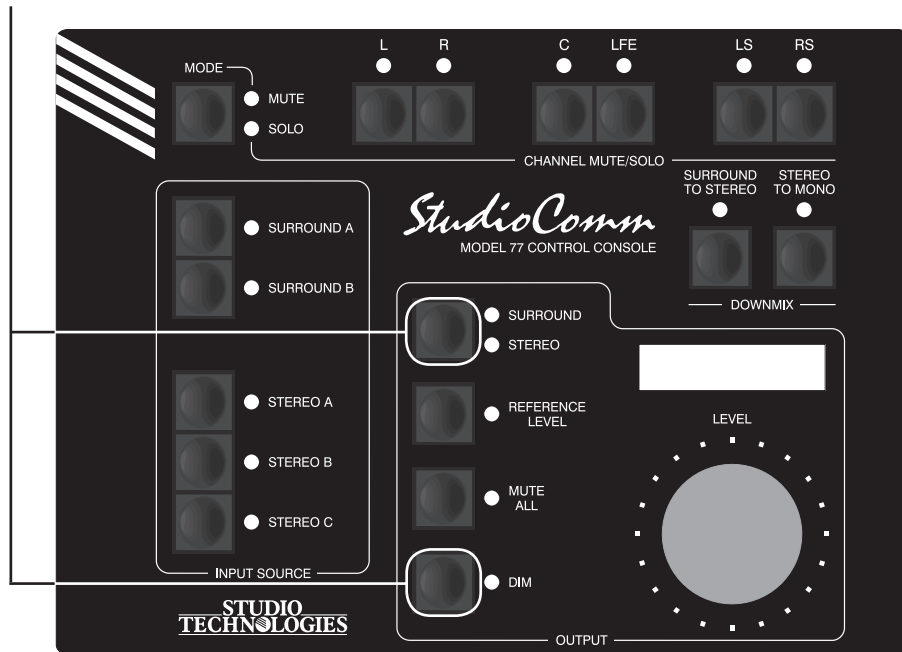 L
R
C
LFE
LS
RS
MODE
MUTE
SOLO
CHANNEL MUTE/SOLO
SURROUND
TO STEREO
STEREO
TO MONO
DOWNMIX
StudioComm
MODEL 77 CONTROL CONSOLE
SURROUND A
SURROUND B
STEREO A
STEREO B
STEREO C
INPUT SOURCE
SURROUND
STEREO
REFERENCE
LEVEL
MUTE
ALL
DIM
LEVEL
OUTPUT
STUDIO
TECHNOLOGIES